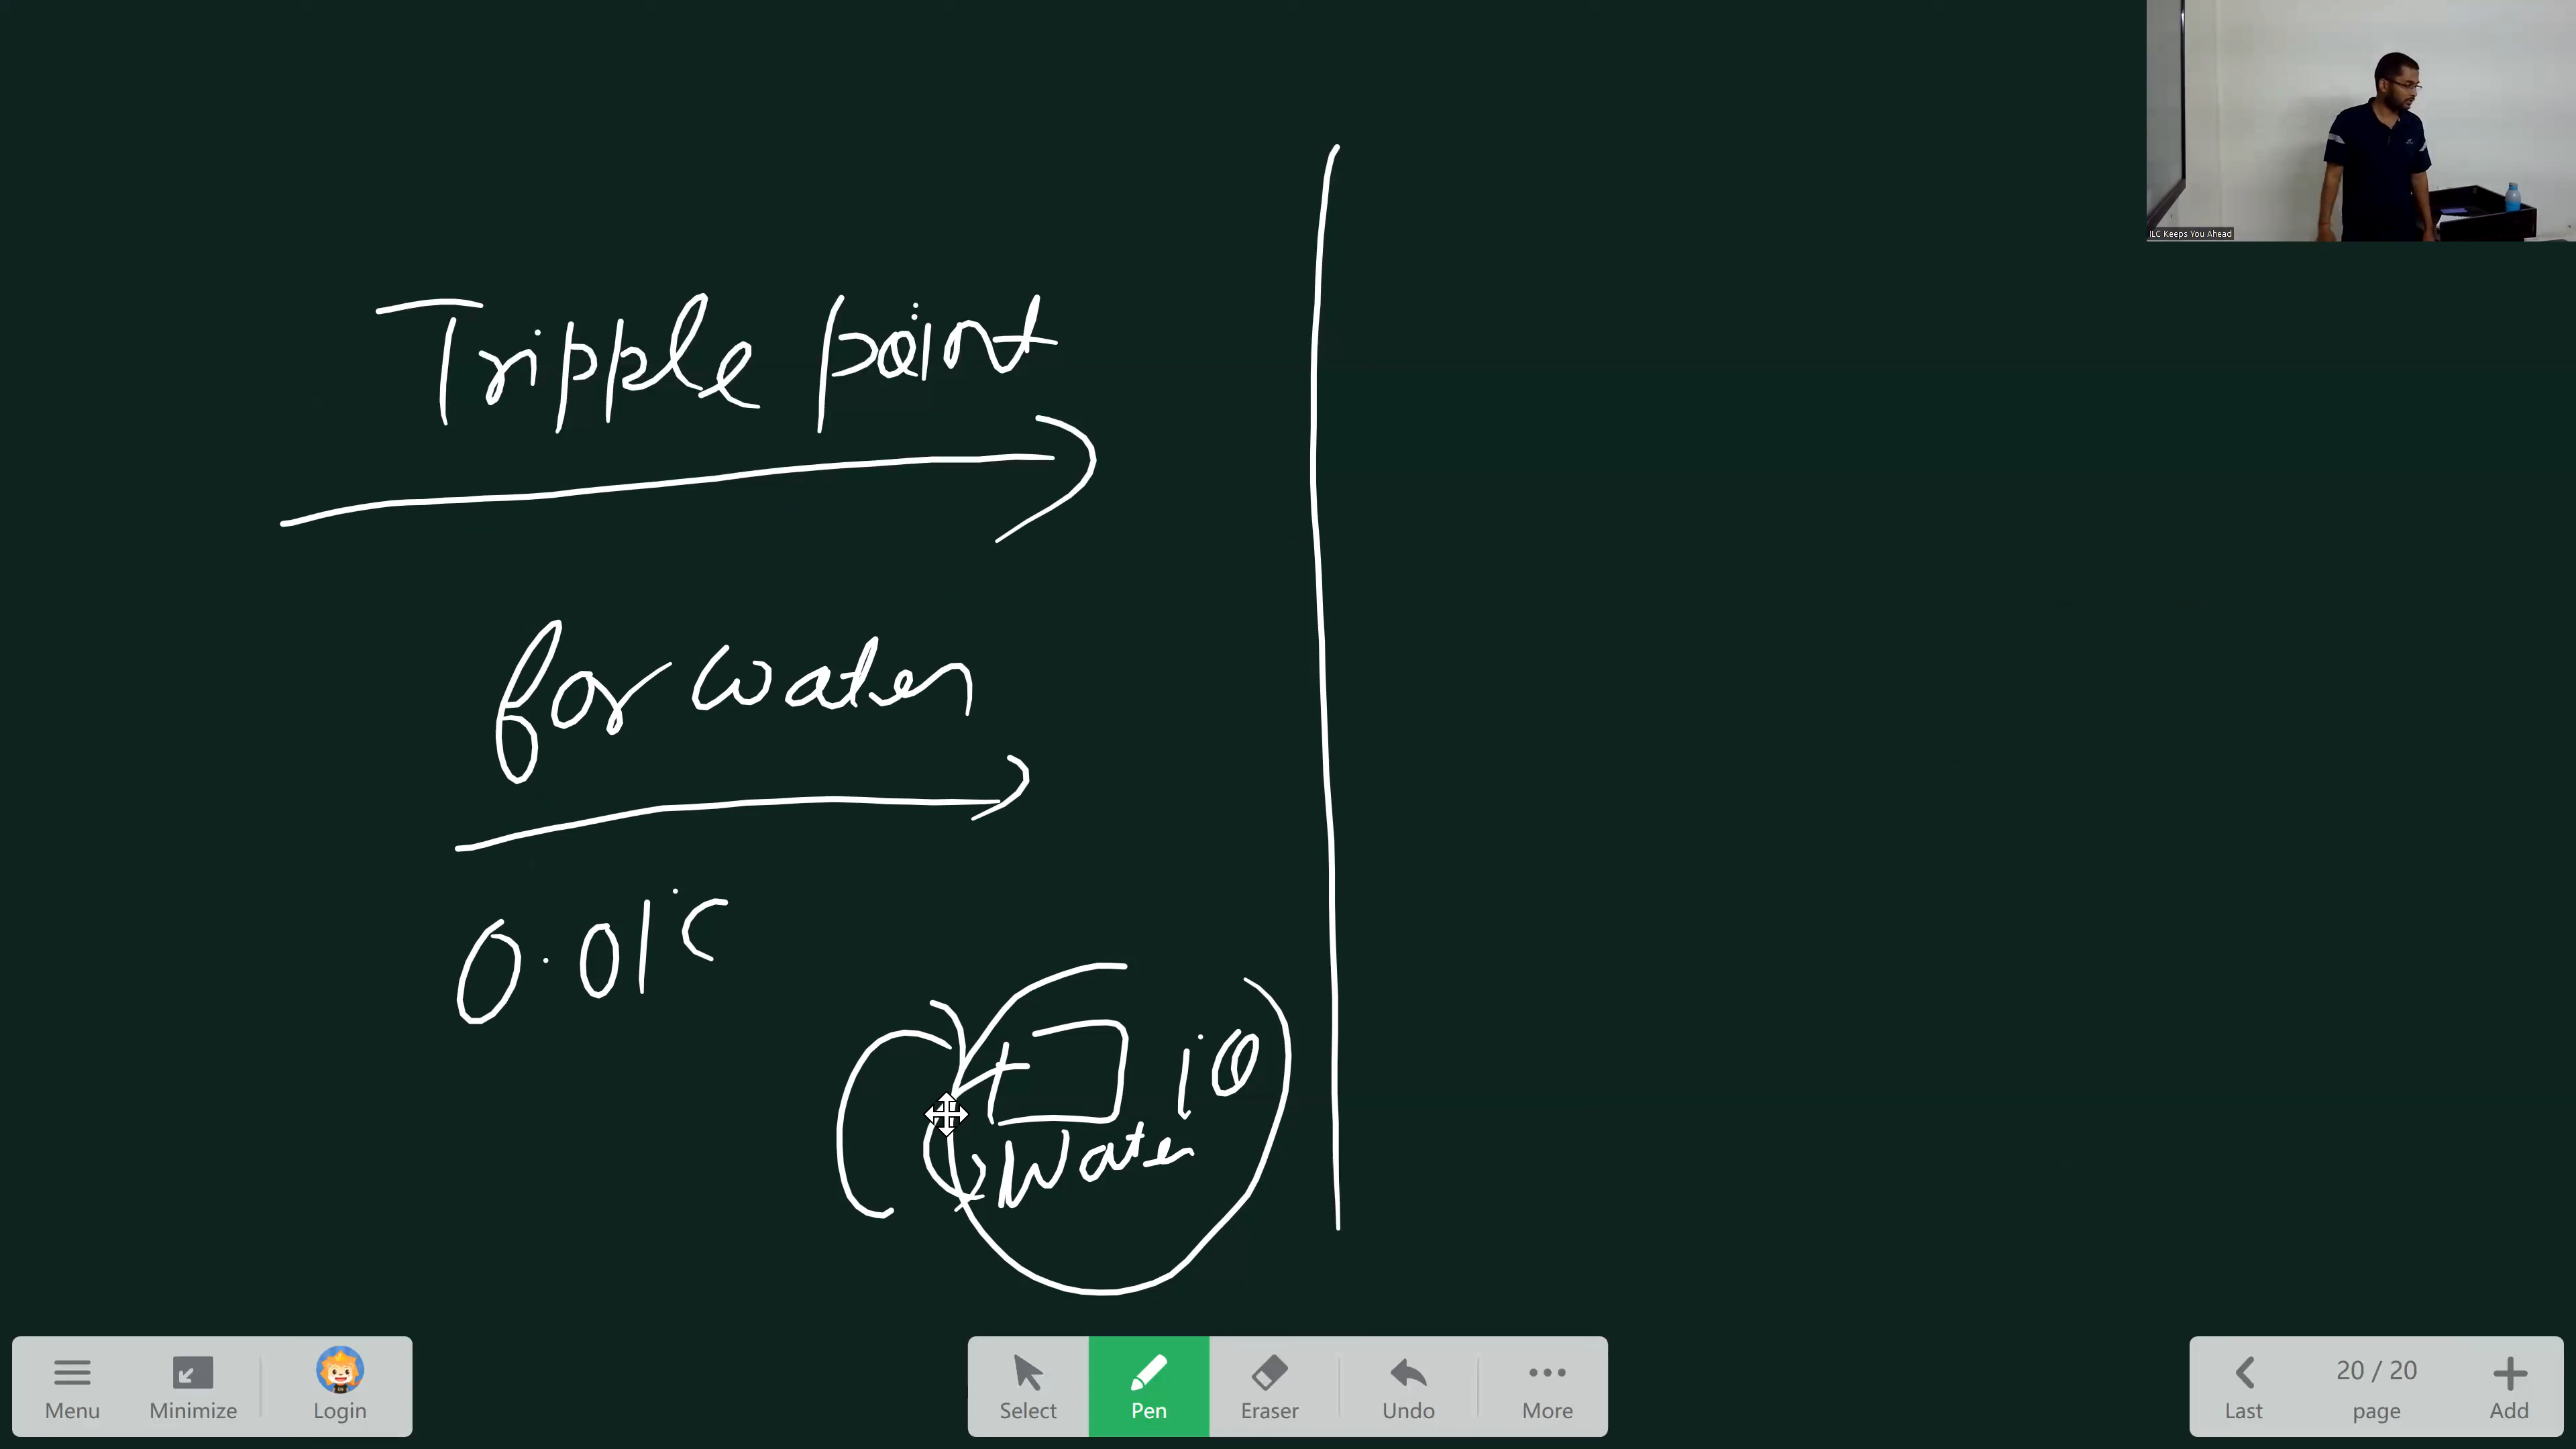 ILC Keeps You Ahead
Tripple point
for water
0.01°C
Water
Menu
Minimize
Login
Select
Pen
Eraser
Undo
More
Last
20 / 20
page
Add